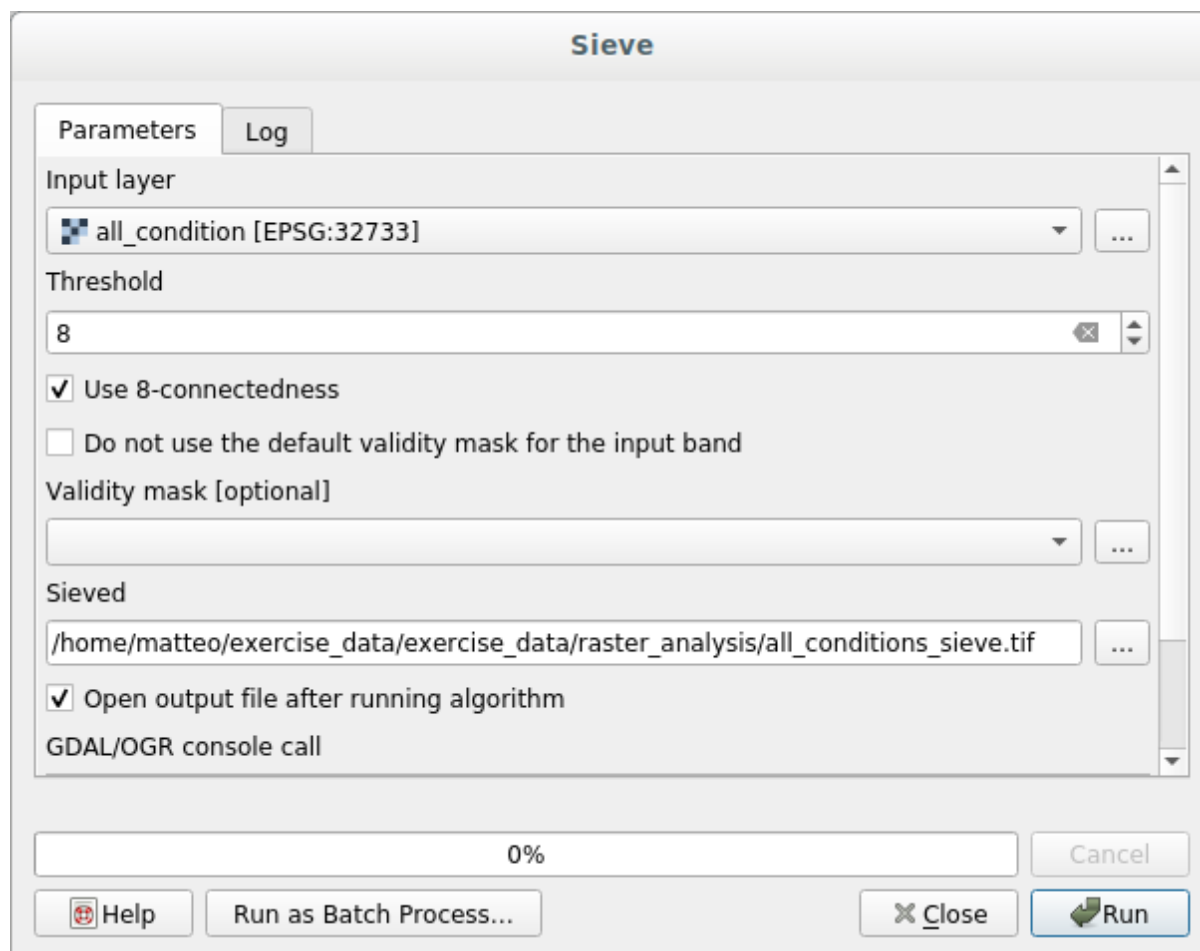 Sieve
Parameters
Log
Input layer
all_condition [EPSG:32733]
...
Threshold
8
Use 8-connectedness
Do not use the default validity mask for the input band
Validity mask [optional]
...
Sieved
/home/matteo/exercise_data/exercise_data/raster_analysis/all_conditions_sieve.tif
...
Open output file after running algorithm
GDAL/OGR console call
0%
Cancel
Help
Run as Batch Process...
Close
Run